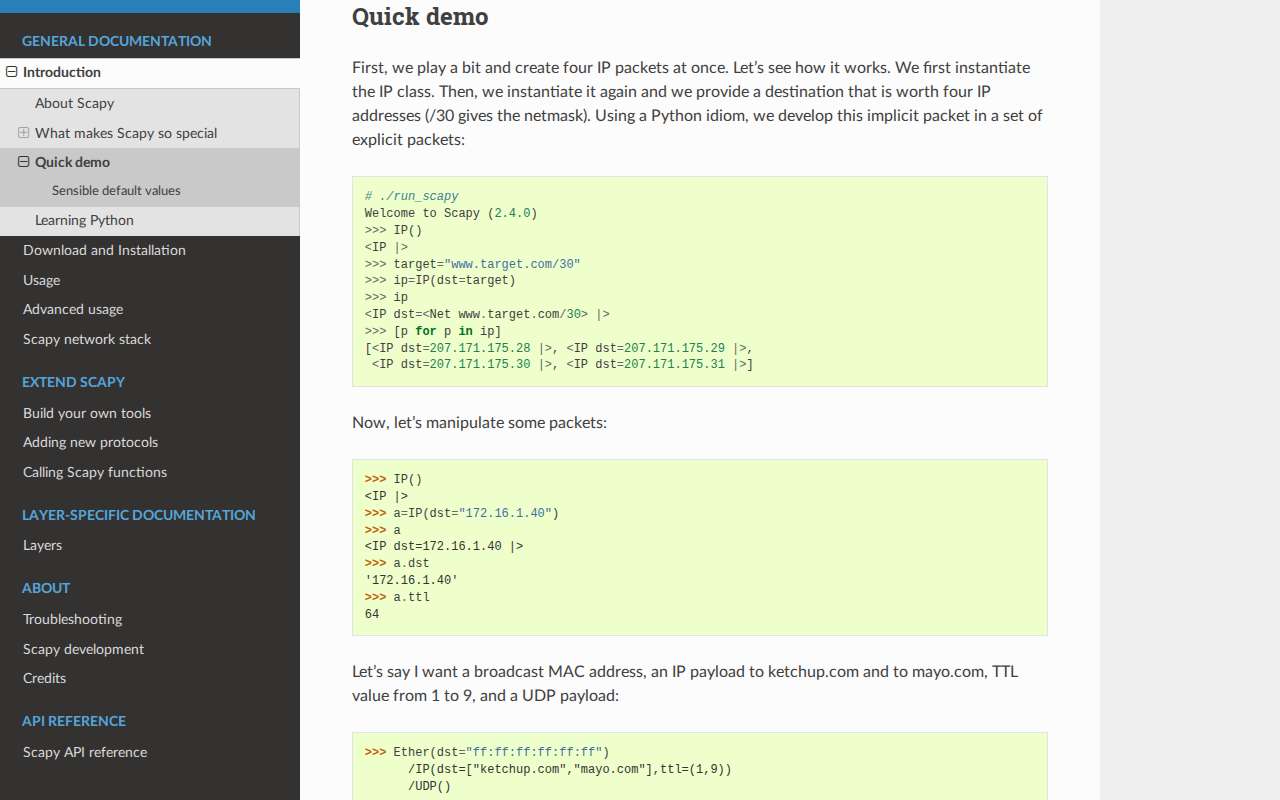 GENERAL DOCUMENTATION
Introduction
About Scapy
What makes Scapy so special
Quick demo
Sensible default values
Learning Python
Download and Installation
Usage
Advanced usage
Scapy network stack
EXTEND SCAPY
Build your own tools
Adding new protocols
Calling Scapy functions
LAYER-SPECIFIC DOCUMENTATION
Layers
ABOUT
Troubleshooting
Scapy development
Credits
API REFERENCE
Scapy API reference
Quick demo
First, we play a bit and create four IP packets at once. Let’s see how it works. We first instantiate
the IP class. Then, we instantiate it again and we provide a destination that is worth four IP
addresses (/30 gives the netmask). Using a Python idiom, we develop this implicit packet in a set of
explicit packets:
# ./run_scapy
Welcome to Scapy (2.4.0)
>>> IP()
<IP |>
>>> target="www.target.com/30"
>>> ip=IP(dst=target)
>>> ip
<IP dst=<Net www.target.com/30> |>
>>> [p for p in ip]
[<IP dst=207.171.175.28 |>, <IP dst=207.171.175.29 |>,
 <IP dst=207.171.175.30 |>, <IP dst=207.171.175.31 |>]
Now, let’s manipulate some packets:
>>> IP()
<IP |>
>>> a=IP(dst="172.16.1.40")
>>> a
<IP dst=172.16.1.40 |>
>>> a.dst
'172.16.1.40'
>>> a.ttl
64
Let’s say I want a broadcast MAC address, an IP payload to ketchup.com and to mayo.com, TTL
value from 1 to 9, and a UDP payload:
>>> Ether(dst="ff:ff:ff:ff:ff:ff")
      /IP(dst=["ketchup.com","mayo.com"],ttl=(1,9))
      /UDP()